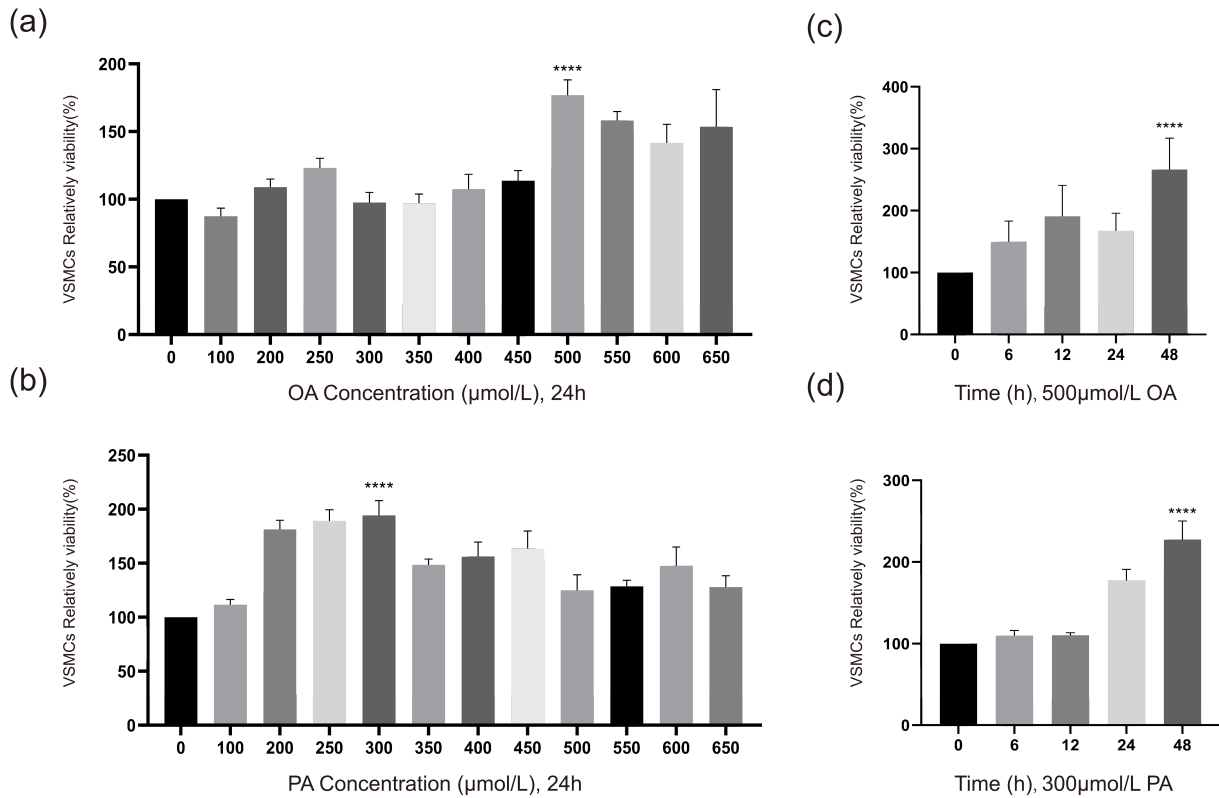 (a)
VSMCs Relatively viability(%)
200
150
100
50
0
****
0 100 200 250 300 350 400 450 500 550 600 650
OA Concentration (μmol/L), 24h
(c)
VSMCs Relatively viability(%)
400
300
200
100
0
****
0 6 12 24 48
Time (h), 500μmol/L OA
(b)
VSMCs Relatively viability(%)
250
200
150
100
50
0
****
0 100 200 250 300 350 400 450 500 550 600 650
PA Concentration (μmol/L), 24h
(d)
VSMCs Relatively viability(%)
300
200
100
0
****
0 6 12 24 48
Time (h), 300μmol/L PA